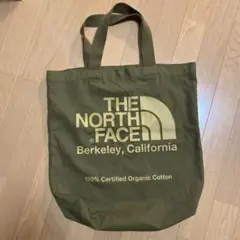 THE
NORTH
FACE
Berkeley, California
100% Certified Organic Cotton